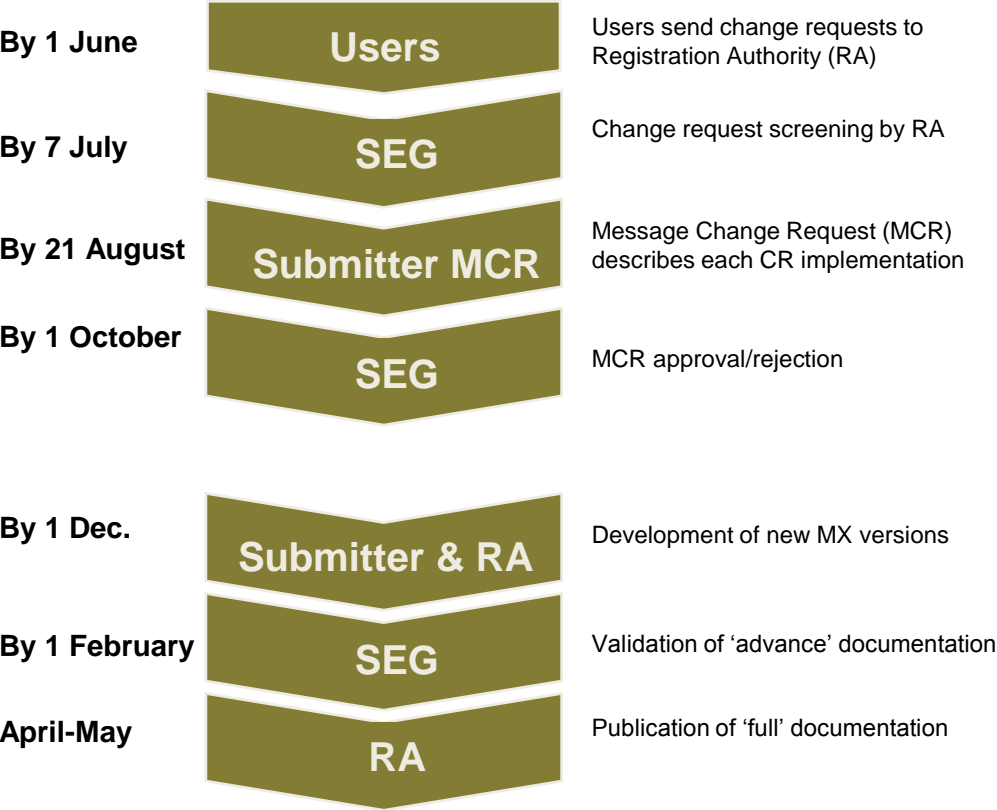 By 1 June
Users
Users send change requests to
Registration Authority (RA)
By 7 July
SEG
Change request screening by RA
By 21 August
Submitter MCR
Message Change Request (MCR)
describes each CR implementation
By 1 October
SEG
MCR approval/rejection
By 1 Dec.
Submitter & RA
Development of new MX versions
By 1 February
SEG
Validation of ‘advance’ documentation
April-May
RA
Publication of ‘full’ documentation